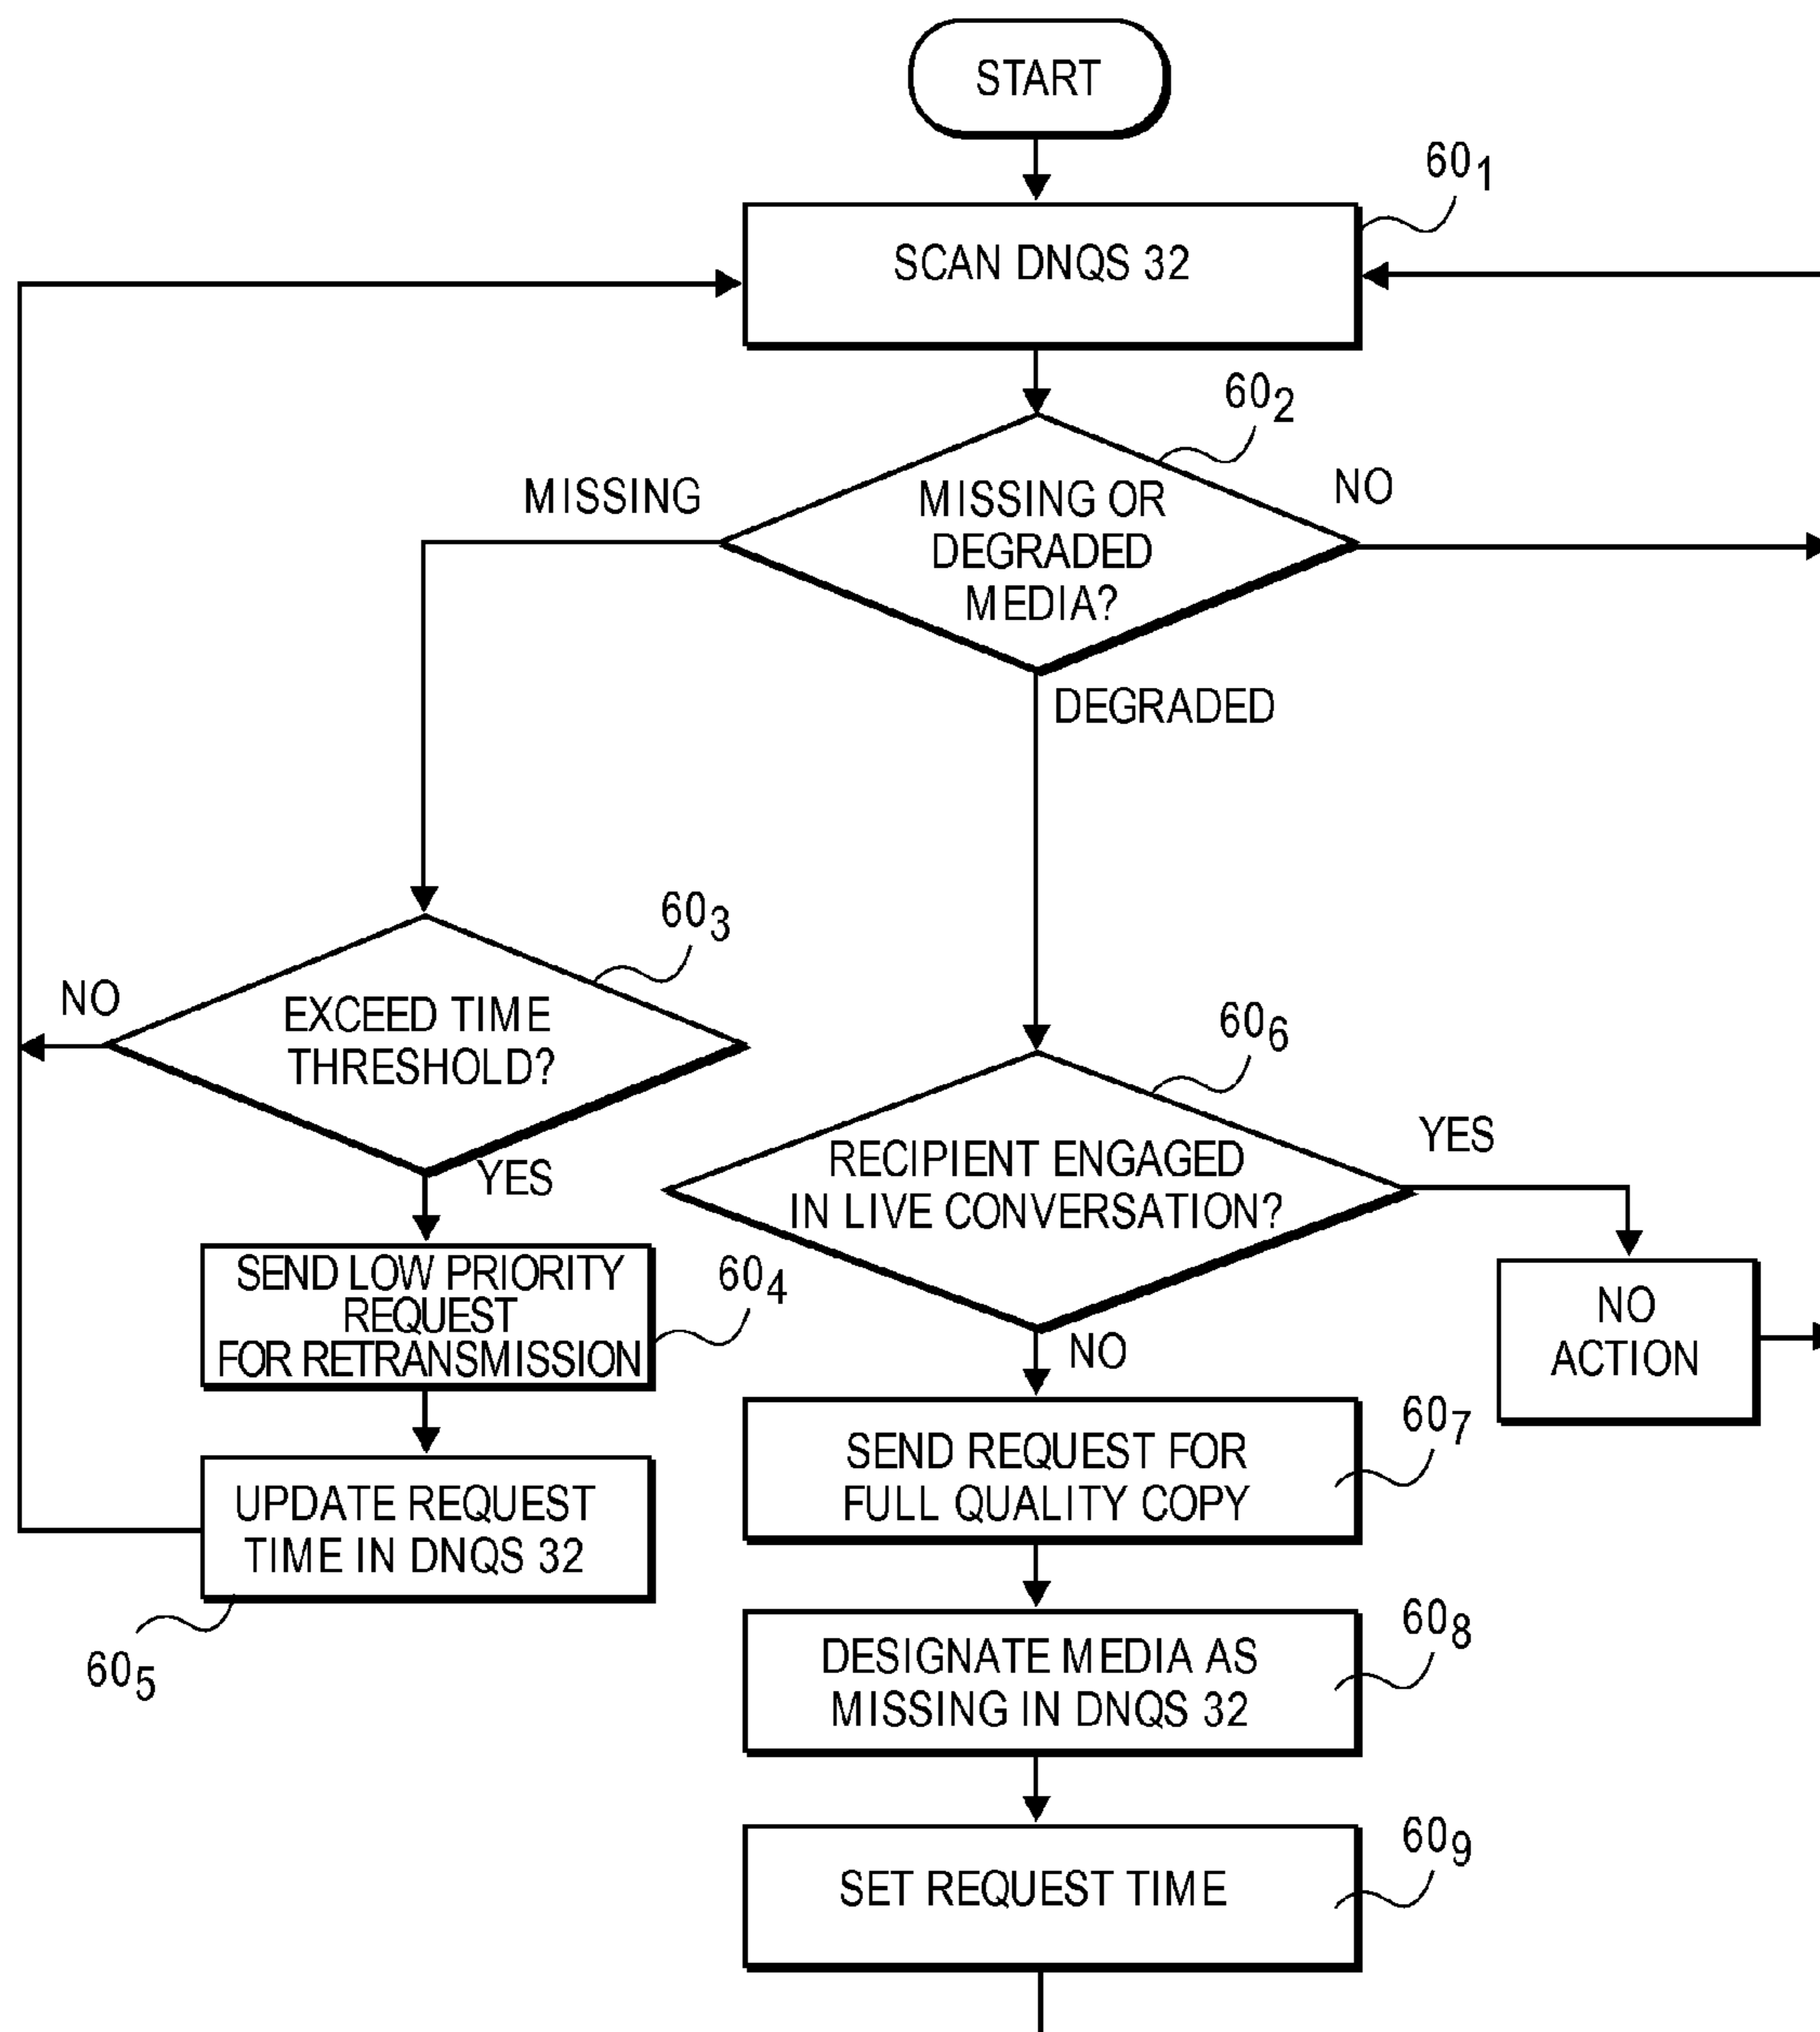 START
60₁
SCAN DNQS 32
60₂
MISSING
MISSING OR
DEGRADED
MEDIA?
NO
DEGRADED
60₃
NO
EXCEED TIME
THRESHOLD?
YES
60₆
RECIPIENT ENGAGED
IN LIVE CONVERSATION?
YES
NO
SEND LOW PRIORITY
REQUEST
FOR RETRANSMISSION
60₄
NO
ACTION
UPDATE REQUEST
TIME IN DNQS 32
60₅
SEND REQUEST FOR
FULL QUALITY COPY
60₇
DESIGNATE MEDIA AS
MISSING IN DNQS 32
60₈
SET REQUEST TIME
60₉